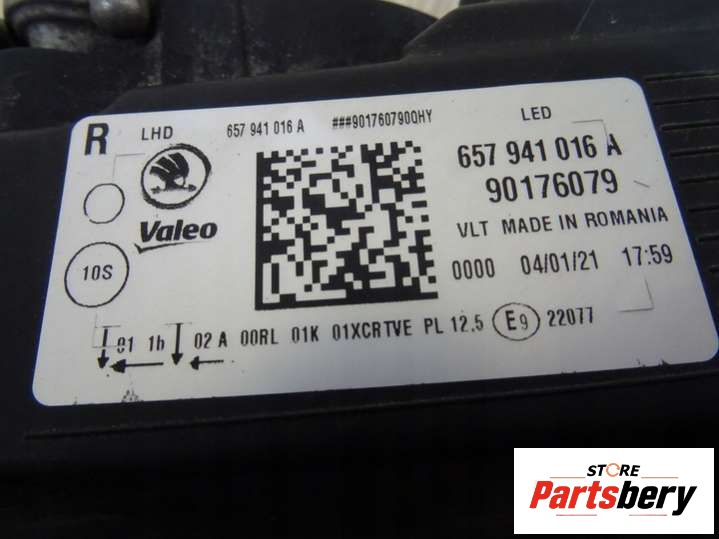 R LHD 657 941 016 A ###90176079OQHY
LED
657 941 016 A
90176079
Valeo
VLT MADE IN ROMANIA
10S
0000 04/01/21 17:59
01 1b 02 A 00RL 01K 01XCRTVE PL 12.5 E9 22077
STORE
Partsbery